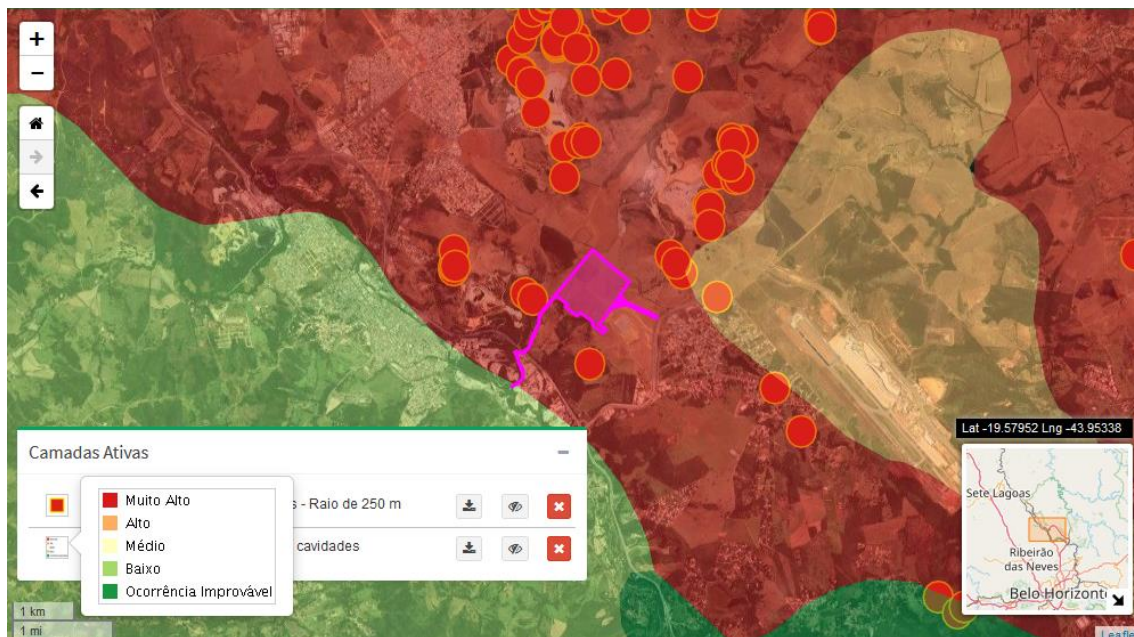 +
−
Camadas Ativas
s - Raio de 250 m
cavidades
Muito Alto
Alto
Médio
Baixo
Ocorrência Improvável
1 km
1 mi
Lat -19.57952 Lng -43.95338
Sete Lagoas
Ribeirão
das Neves
Belo Horizont
Leafle